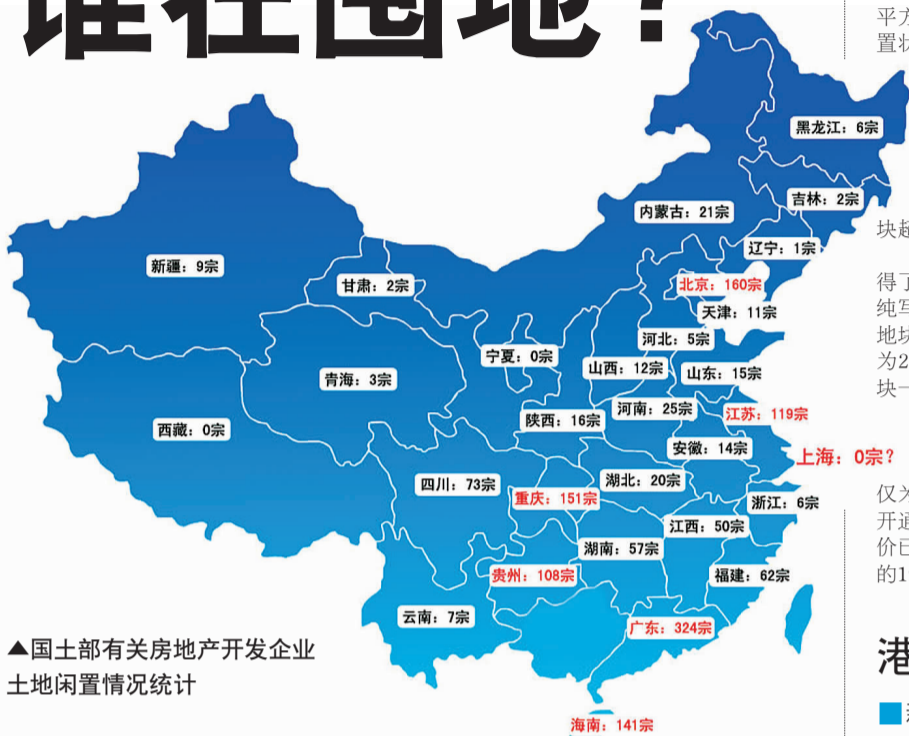 谁在囤地?
平方
置状
黑龙江：6宗
吉林：2宗
内蒙古：21宗
块起
辽宁：1宗
新疆：9宗
北京：160宗
得了
甘肃：2宗
纯写
天津：11宗
地块
河北：5宗
宁夏：0宗
为2
山西：12宗
山东：15宗
青海：3宗
块一
河南：25宗
江苏：119宗
陕西：16宗
西藏：0宗
安徽：14宗
上海：0宗？
四川：73宗
湖北：20宗
重庆：151宗
仅为
浙江：6宗
开通
江西：50宗
湖南：57宗
价已
贵州：108宗
福建：62宗
的1
云南：7宗
广东：324宗
▲国土部有关房地产开发企业
土地闲置情况统计
港
海南：141宗